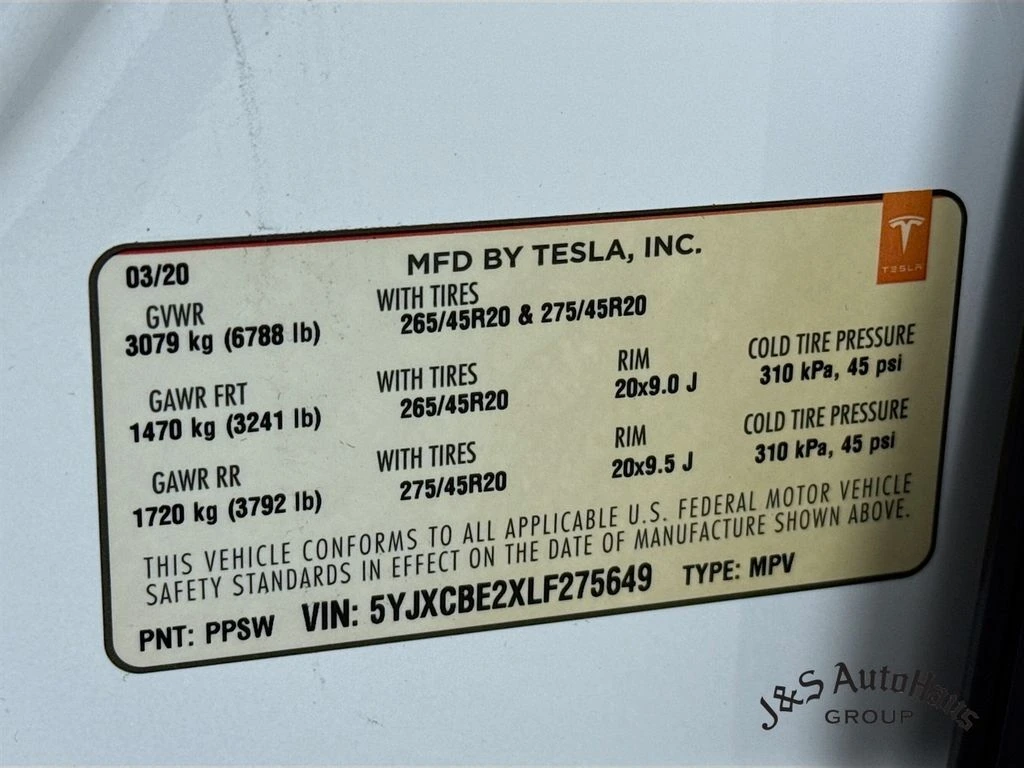 03/20
MFD BY TESLA, INC.
TESLA
GVWR
3079 kg (6788 lb)
WITH TIRES
265/45R20 & 275/45R20
GAWR FRT
1470 kg (3241 lb)
WITH TIRES
265/45R20
RIM
20x9.0 J
COLD TIRE PRESSURE
310 kPa, 45 psi
GAWR RR
1720 kg (3792 lb)
WITH TIRES
275/45R20
RIM
20x9.5 J
COLD TIRE PRESSURE
310 kPa, 45 psi
THIS VEHICLE CONFORMS TO ALL APPLICABLE U.S. FEDERAL MOTOR VEHICLE
SAFETY STANDARDS IN EFFECT ON THE DATE OF MANUFACTURE SHOWN ABOVE.
PNT: PPSW VIN: 5YJXCBE2XLF275649 TYPE: MPV
J&S AutoHaus
GROUP